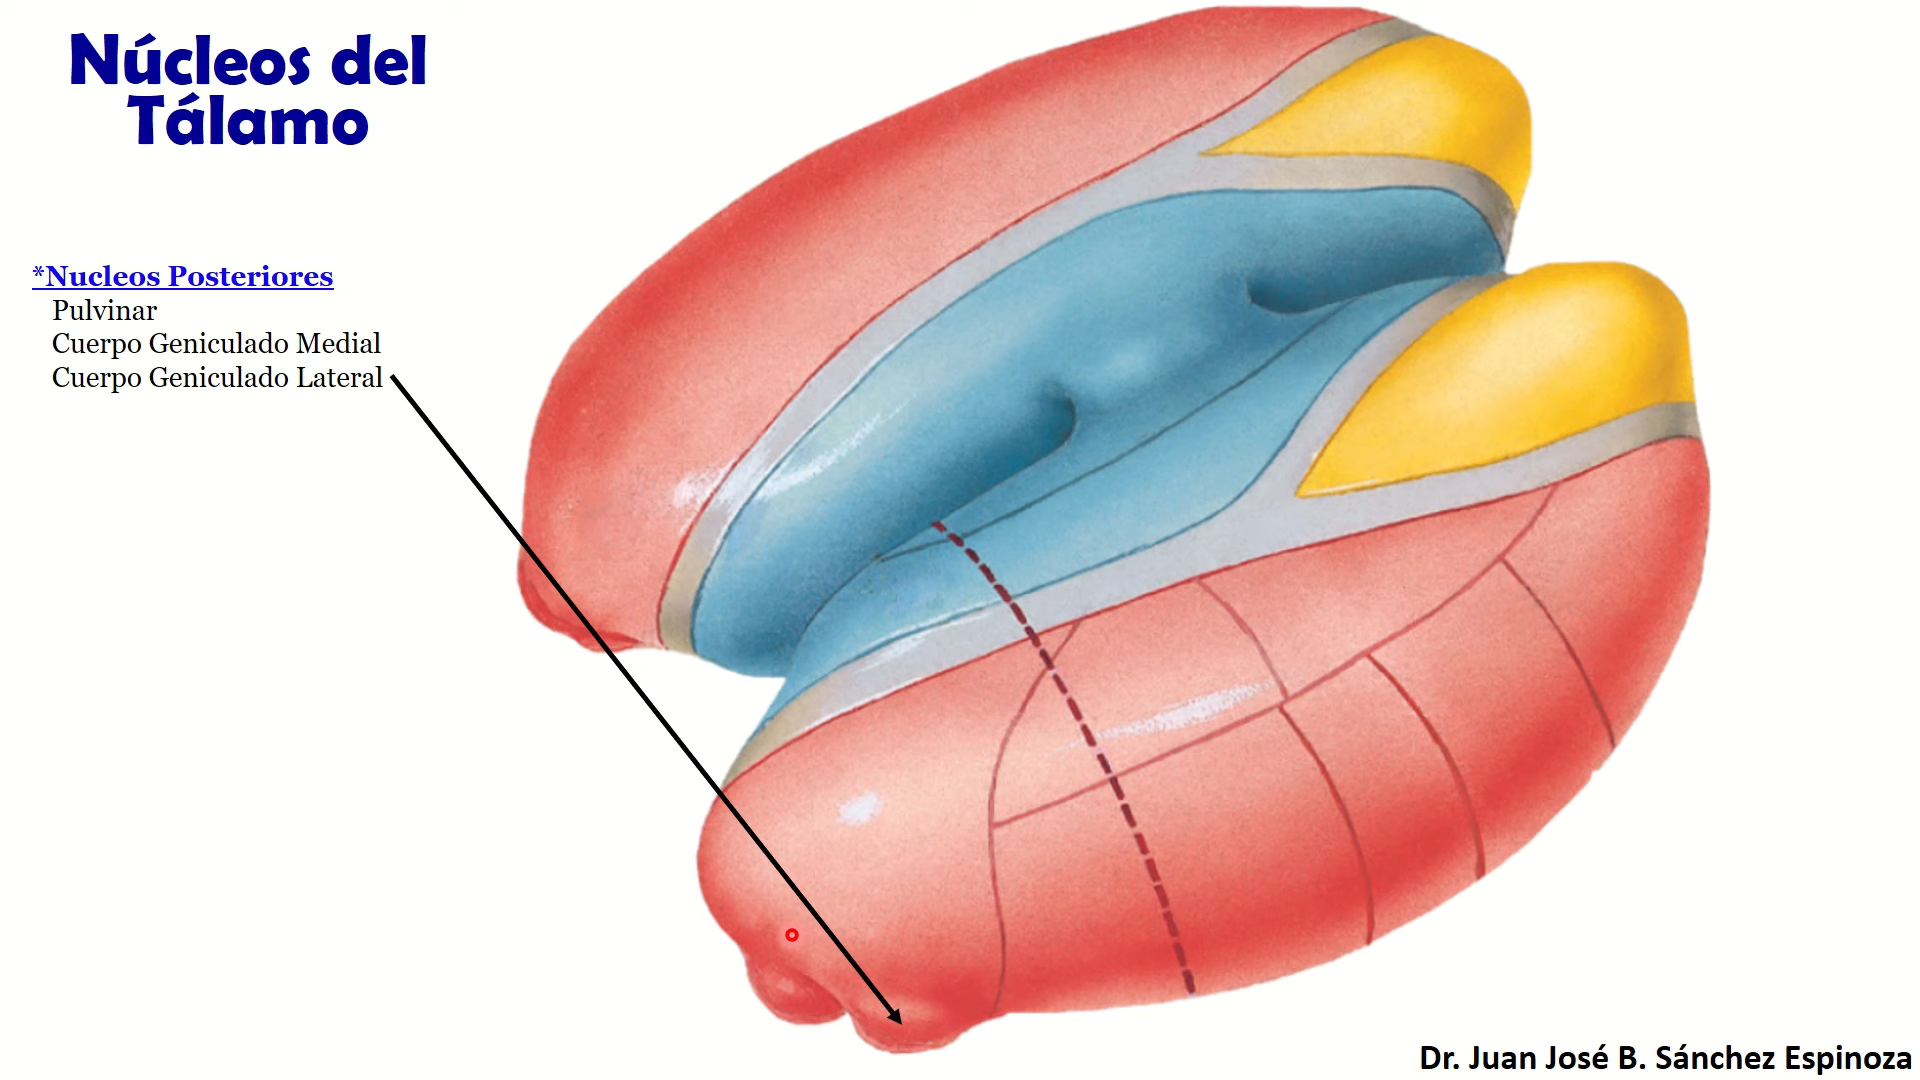 Núcleos del
Tálamo
*Nucleos Posteriores
Pulvinar
Cuerpo Geniculado Medial
Cuerpo Geniculado Lateral
Dr. Juan José B. Sánchez Espinoza